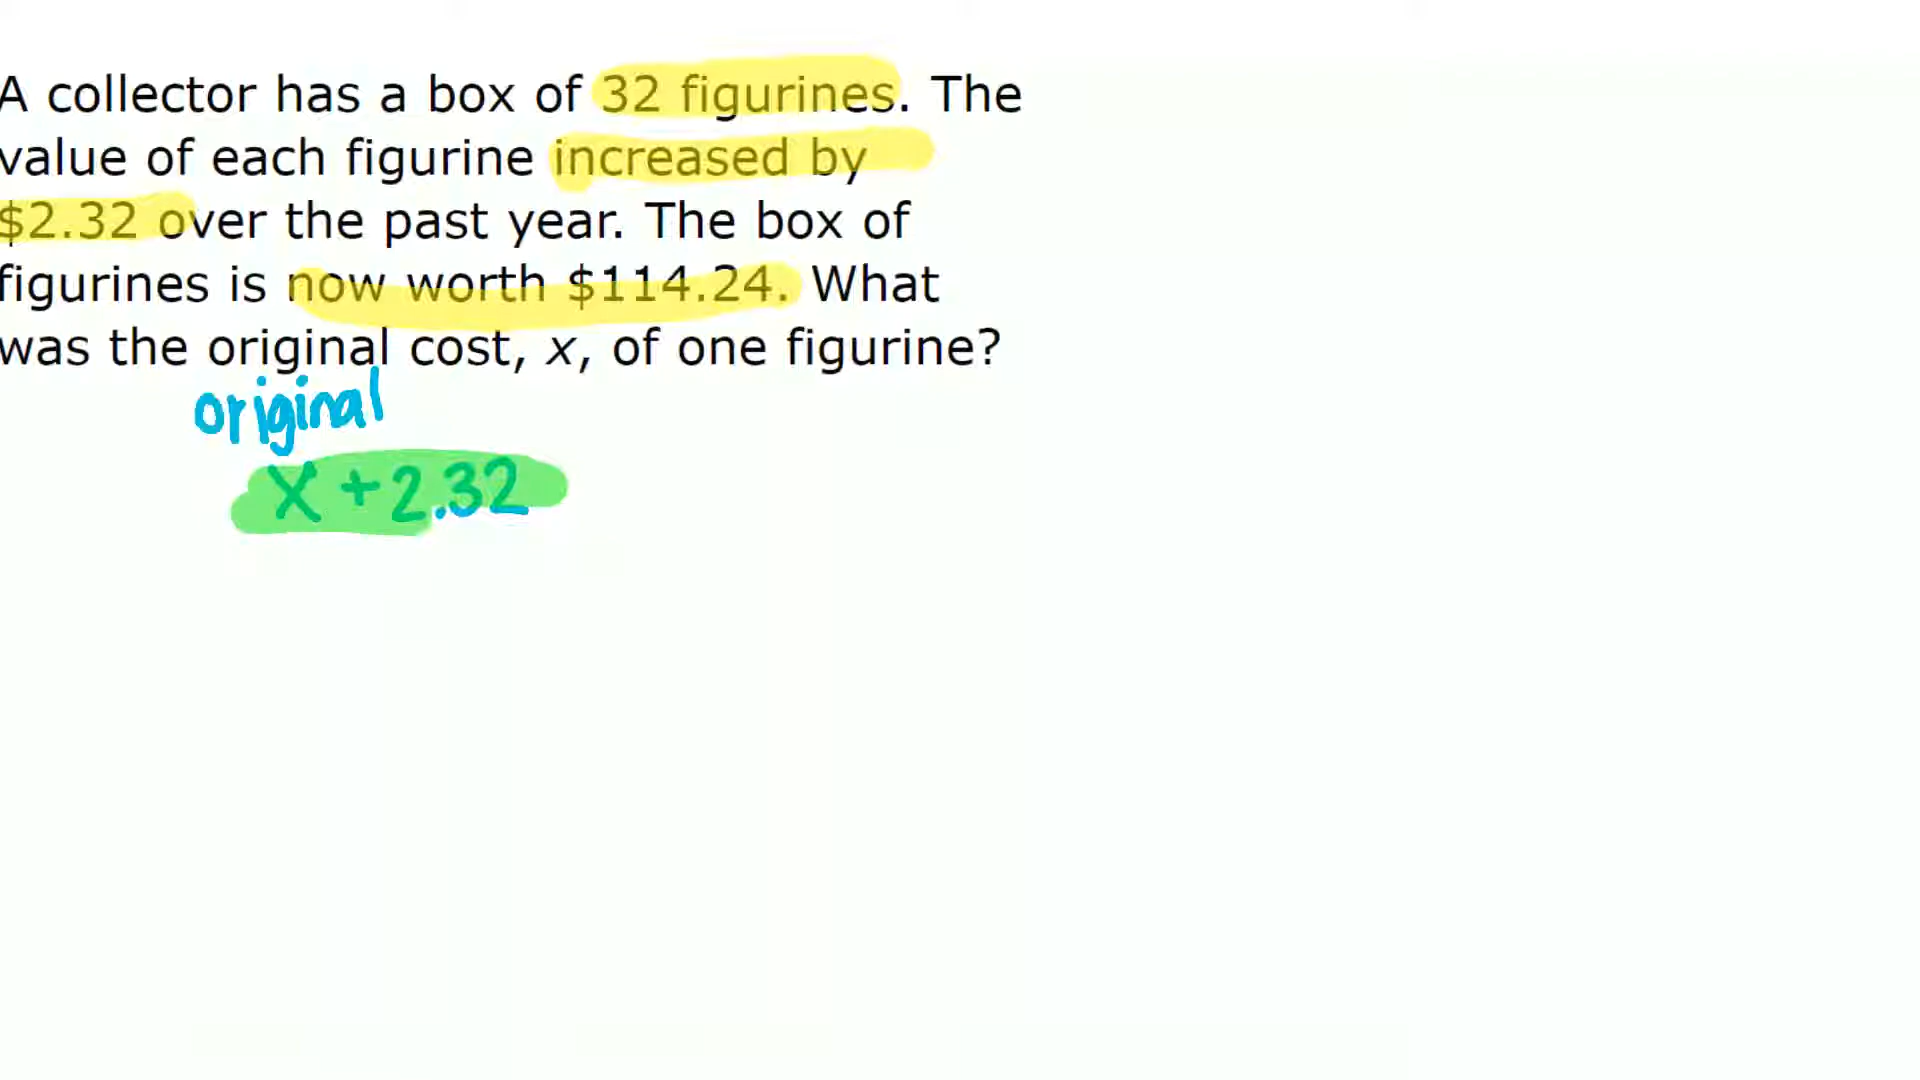 A collector has a box of 32 figurines. The
value of each figurine increased by
$2.32 over the past year. The box of
figurines is now worth $114.24. What
was the original cost, x, of one figurine?
original
x + 2.32